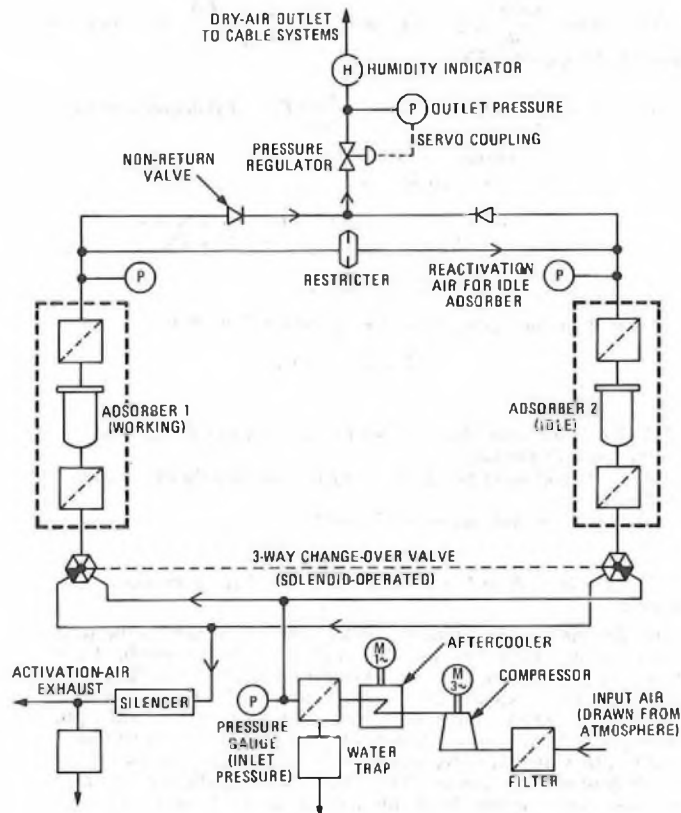 DRY-AIR OUTLET
TO CABLE SYSTEMS
H
HUMIDITY INDICATOR
P
OUTLET PRESSURE
SERVO COUPLING
PRESSURE
REGULATOR
NON-RETURN
VALVE
RESTRICTER
REACTIVATION
AIR FOR IDLE
ADSORBER
P
P
ADSORBER 1
(WORKING)
ADSORBER 2
(IDLE)
3-WAY CHANGE-OVER VALVE
(SOLENOID-OPERATED)
ACTIVATION-AIR
EXHAUST
SILENCER
P
PRESSURE
GAUGE
(INLET
PRESSURE)
WATER
TRAP
M
1~
AFTERCOOLER
M
3~
COMPRESSOR
INPUT AIR
(DRAWN FROM
ATMOSPHERE)
FILTER